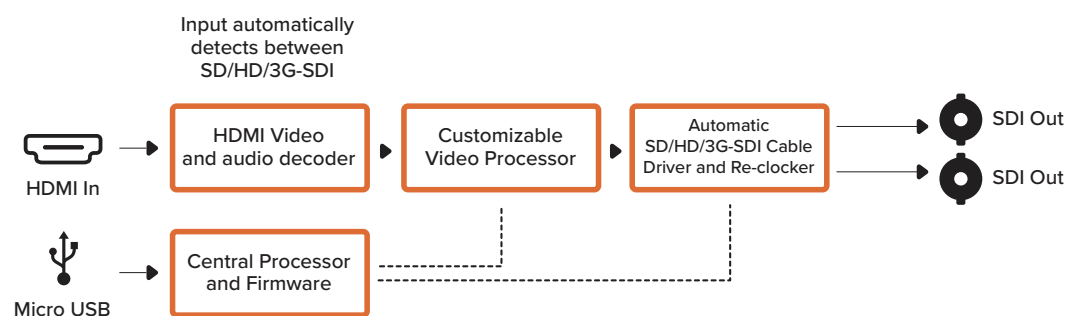 Input automatically
detects between
SD/HD/3G-SDI
HDMI In
HDMI Video
and audio decoder
Customizable
Video Processor
Automatic
SD/HD/3G-SDI Cable
Driver and Re-clocker
SDI Out
SDI Out
Micro USB
Central Processor
and Firmware